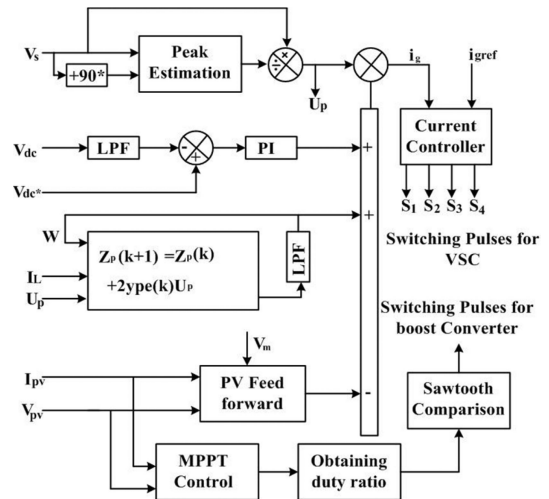 Vs
+90*
Peak
Estimation
×
÷
Up
ig
igref
Current
Controller
S1 S2 S3 S4
Switching Pulses for
VSC
Vdc
LPF
-
+
PI
+
Vdc*
W
IL
Up
Zp(k+1) =Zp(k)
+2ype(k)Up
LPF
+
Switching Pulses for
boost Converter
Vm
Ipv
Vpv
PV Feed
forward
-
Sawtooth
Comparison
MPPT
Control
Obtaining
duty ratio